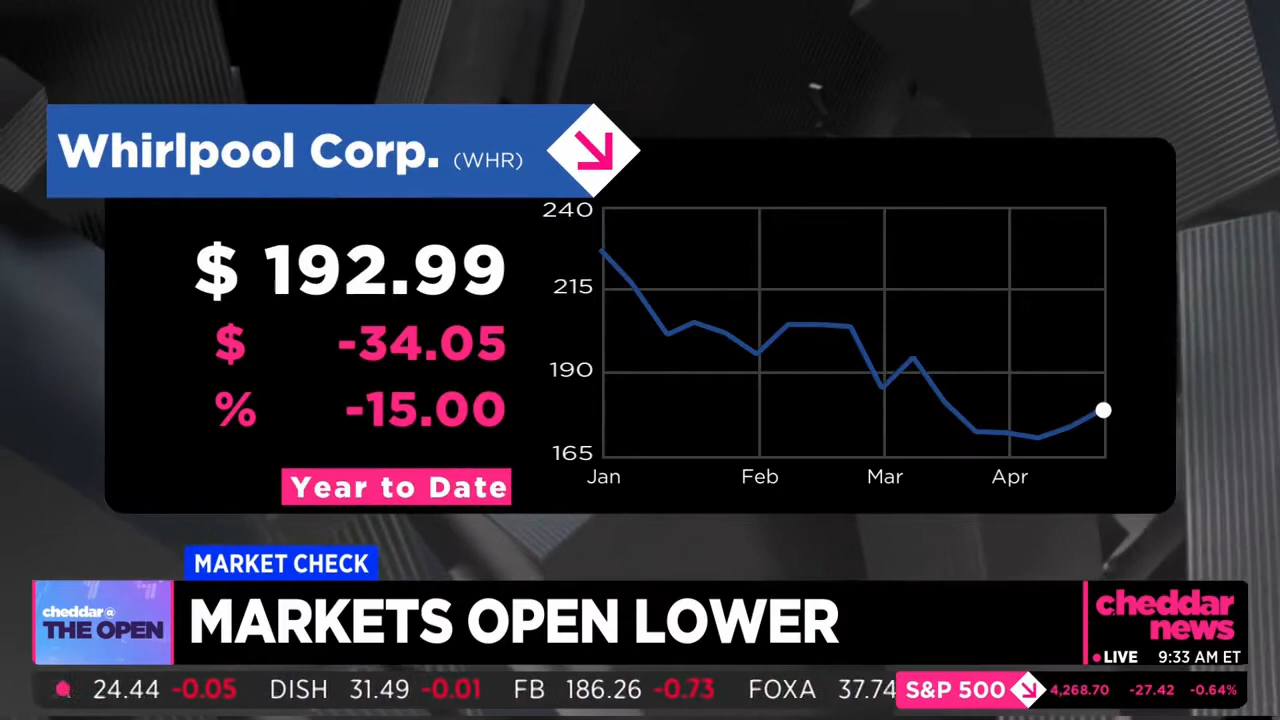 Whirlpool Corp. (WHR)
$ 192.99
$ -34.05
% -15.00
Year to Date
240
215
190
165
Jan Feb Mar Apr
MARKET CHECK
cheddar@
THE OPEN
MARKETS OPEN LOWER
cheddar
news
LIVE 9:33 AM ET
24.44 -0.05 DISH 31.49 -0.01 FB 186.26 -0.73 FOXA 37.74 S&P 500 4,268.70 -27.42 -0.64%